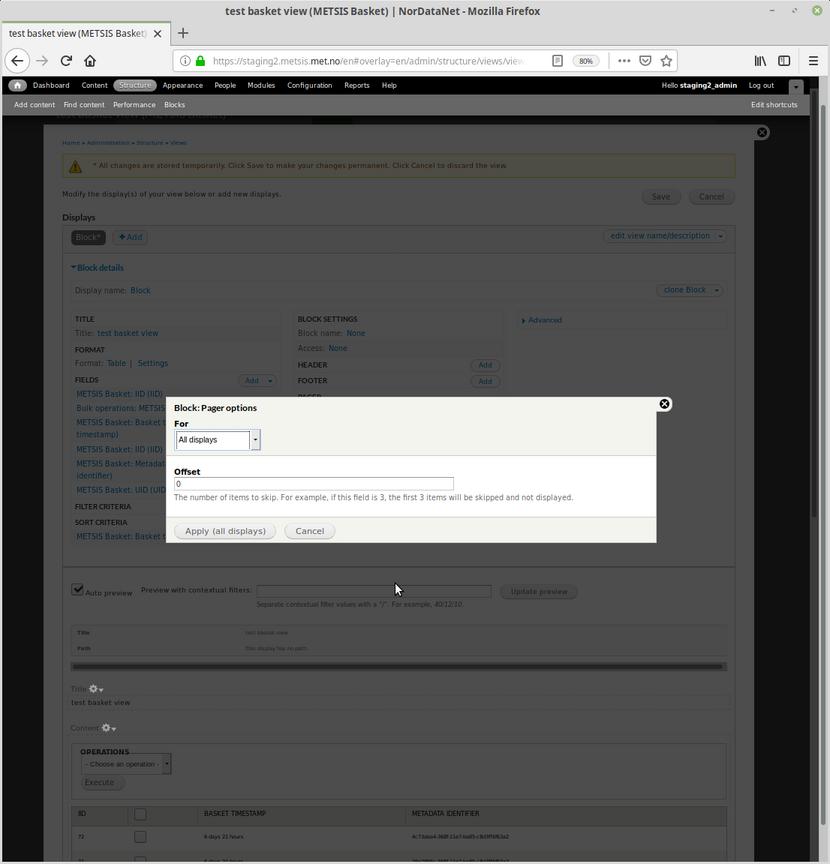 test basket view (METSIS Basket) | NorDataNet - Mozilla Firefox
test basket view (METSIS Basket)
https://staging2.metsis.met.no/en#overlay=en/admin/structure/views/view
80%
Dashboard Content Structure Appearance People Modules Configuration Reports Help Hello staging2_admin Log out
Add content Find content Performance Blocks Edit shortcuts
Home » Administration » Structure » Views
* All changes are stored temporarily. Click Save to make your changes permanent. Click Cancel to discard the view.
Modify the display(s) of your view below or add new displays.
Save Cancel
Displays
Block* Add edit view name/description
Block details
Display name: Block clone Block
TITLE BLOCK SETTINGS Advanced
Title: test basket view Block name: None
FORMAT Access: None
Format: Table | Settings HEADER Add
FIELDS Add FOOTER Add
METSIS Basket: IID (IID)
Bulk operations: METSIS
METSIS Basket: Basket t
timestamp)
METSIS Basket: IID (IID)
METSIS Basket: Metadata
identifier)
METSIS Basket: UID (UID
FILTER CRITERIA
SORT CRITERIA
METSIS Basket: Basket t
Block: Pager options
For
All displays
Offset
0
The number of items to skip. For example, if this field is 3, the first 3 items will be skipped and not displayed.
Apply (all displays) Cancel
Auto preview Preview with contextual filters: Update preview
Separate contextual filter values with a "/". For example, 40/12/10.
Title test basket view
Path This display has no path.
Title
test basket view
Content
OPERATIONS
- Choose an operation -
Execute
IID BASKET TIMESTAMP METADATA IDENTIFIER
72 6 days 21 hours